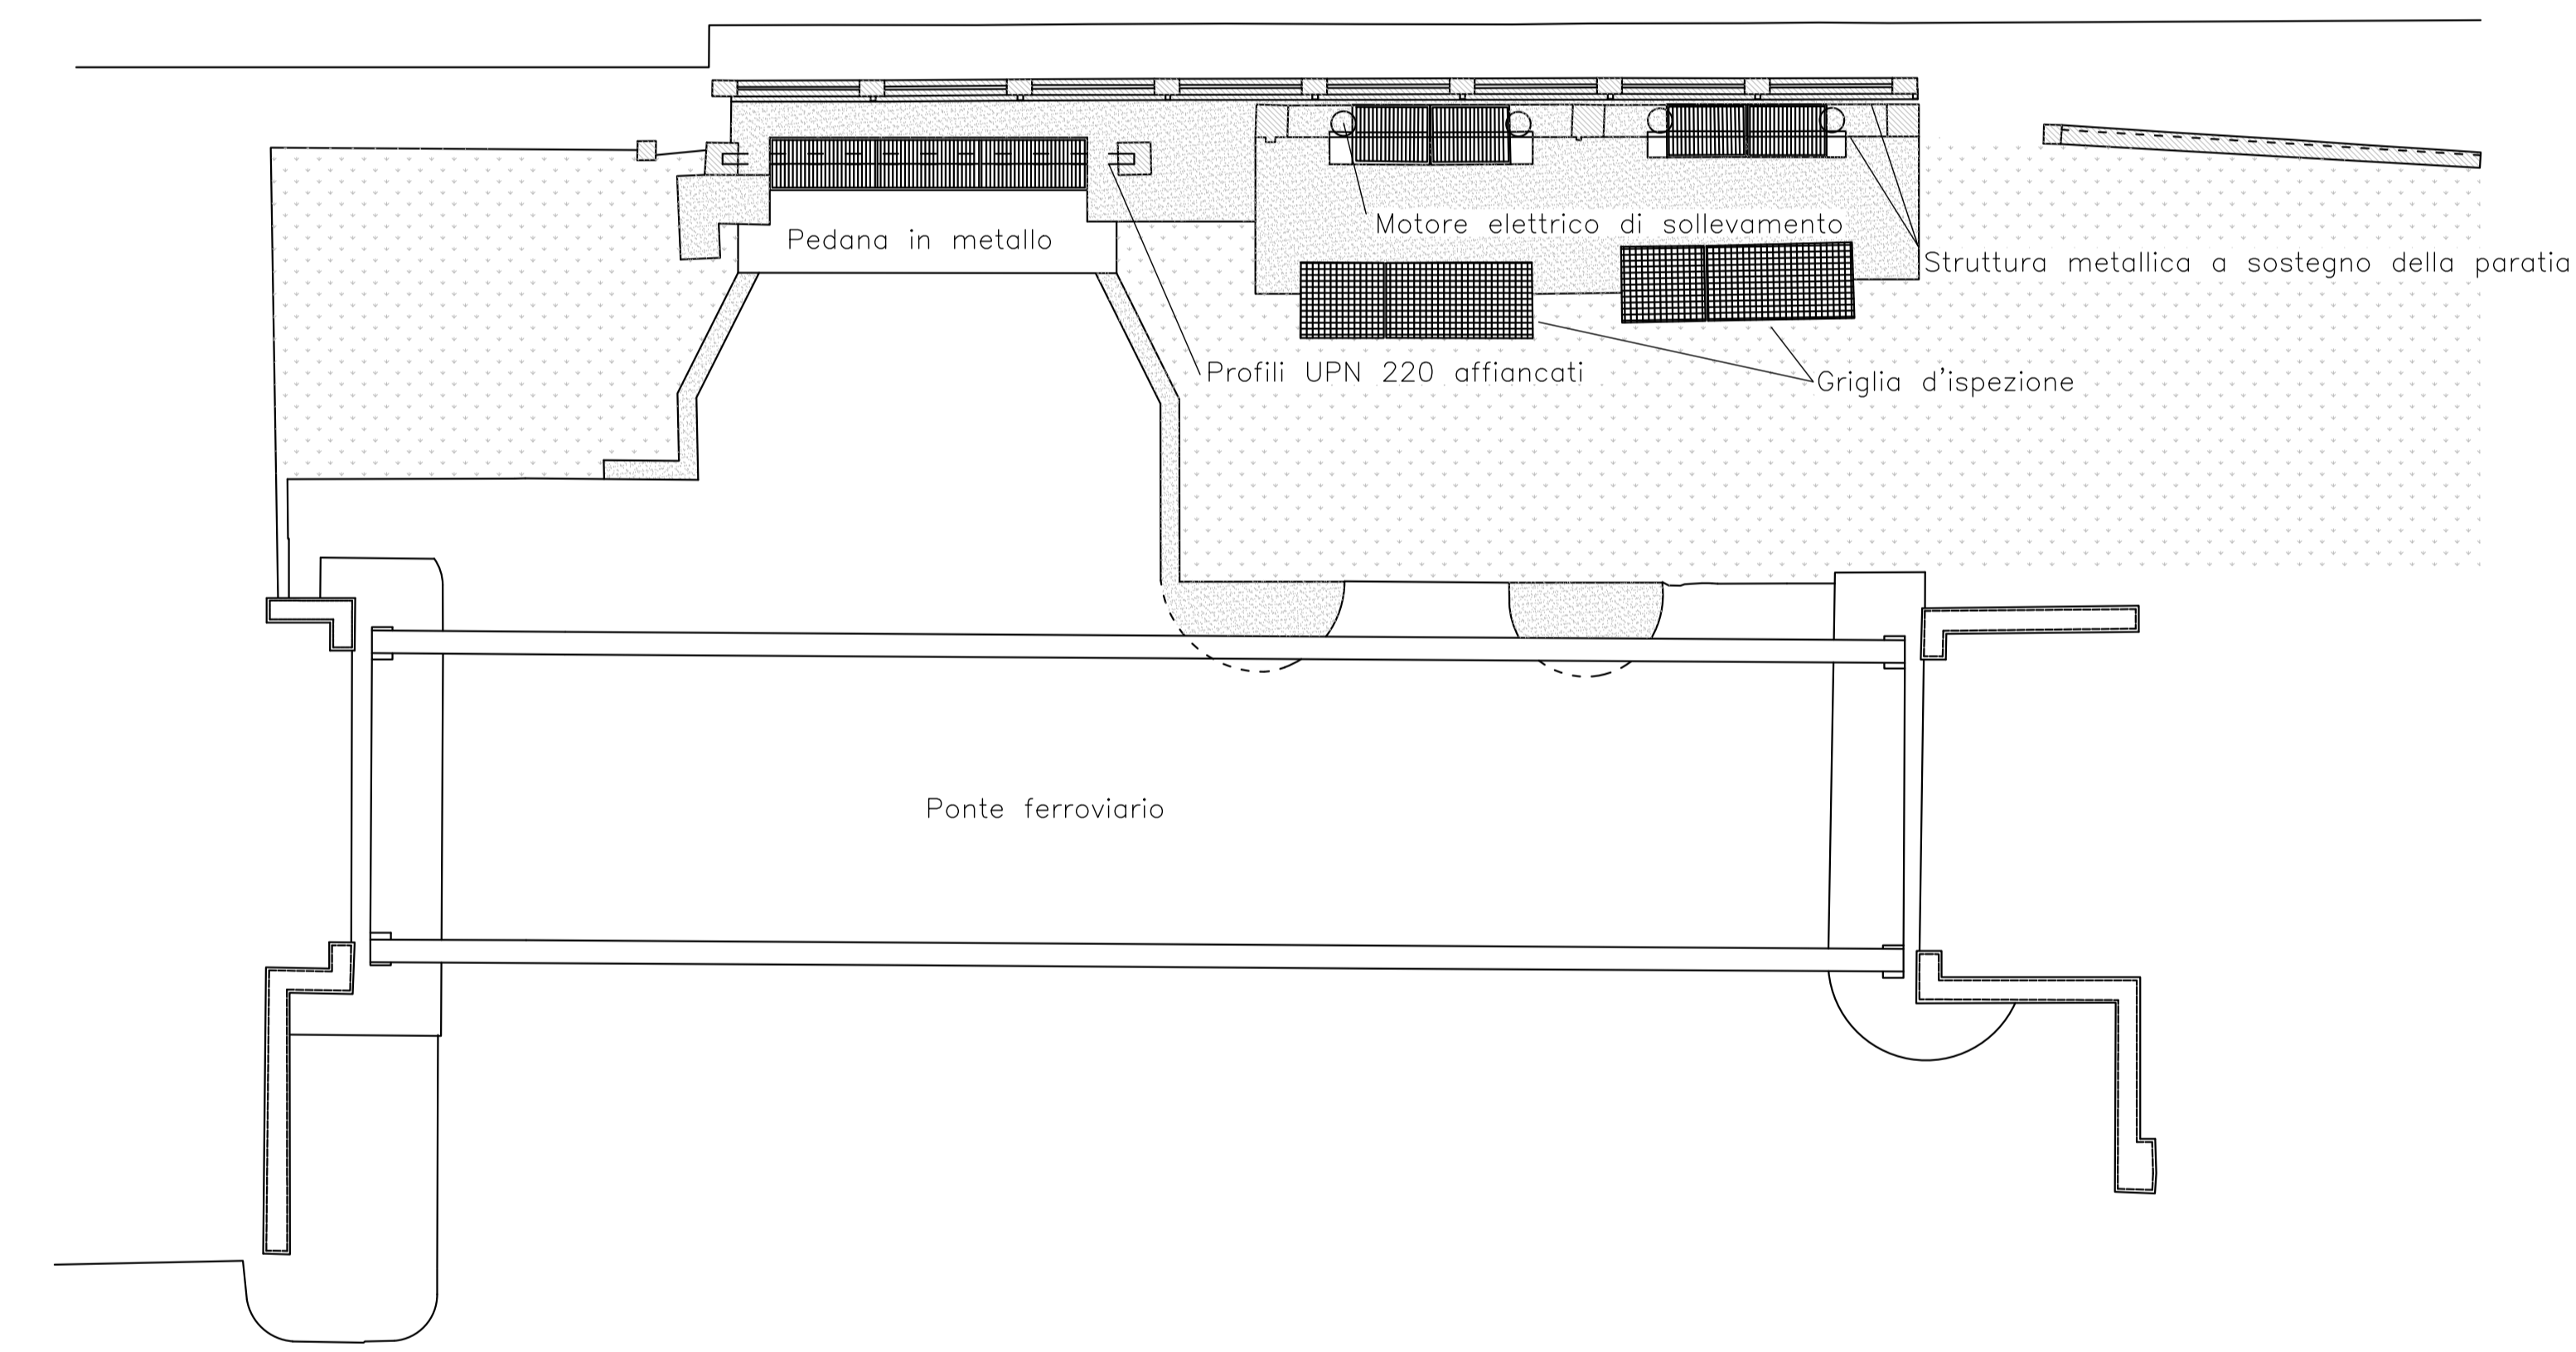 Motore elettrico di sollevamento
Pedana in metallo
Struttura metallica a sostegno della paratia
Profili UPN 220 affiancati
Griglia d'ispezione
Ponte ferroviario